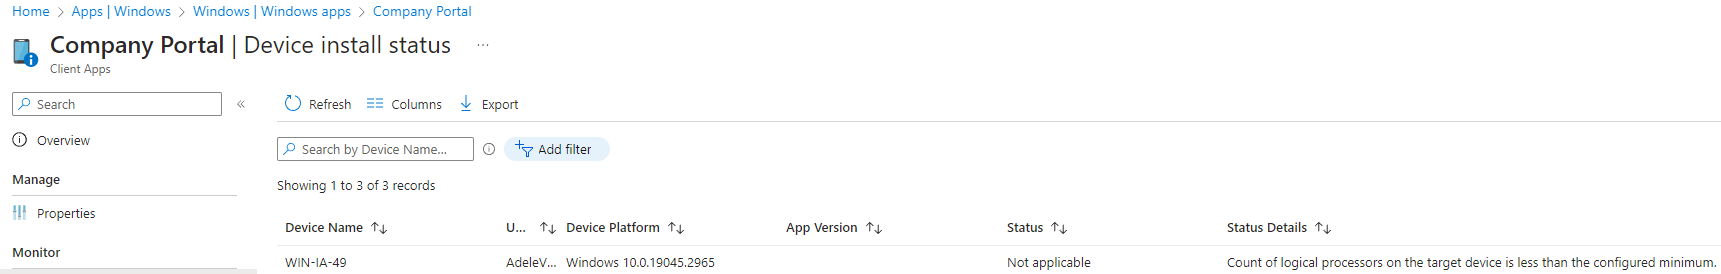 Home > Apps | Windows > Windows | Windows apps > Company Portal
Company Portal | Device install status ...
Client Apps
Search «
Overview
Manage
Properties
Monitor
Refresh Columns Export
Search by Device Name... Add filter
Showing 1 to 3 of 3 records
Device Name ↑↓ U... ↑↓ Device Platform ↑↓ App Version ↑↓ Status ↑↓ Status Details ↑↓
WIN-IA-49 AdeleV... Windows 10.0.19045.2965 Not applicable Count of logical processors on the target device is less than the configured minimum.